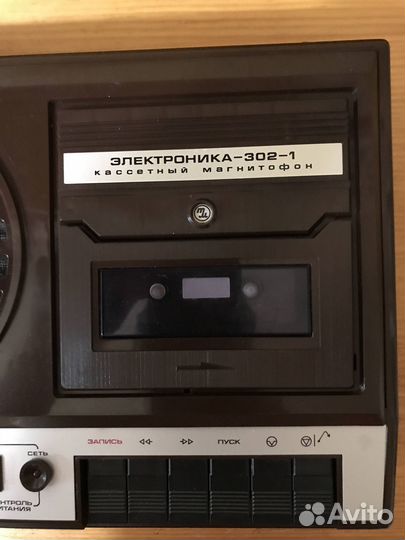 ЭЛЕКТРОНИКА-302-1
кассетный магнитофон
ЗАПИСЬ
ПУСК
СЕТЬ
НТРОЛЬ
ИТАНИЯ
Avito